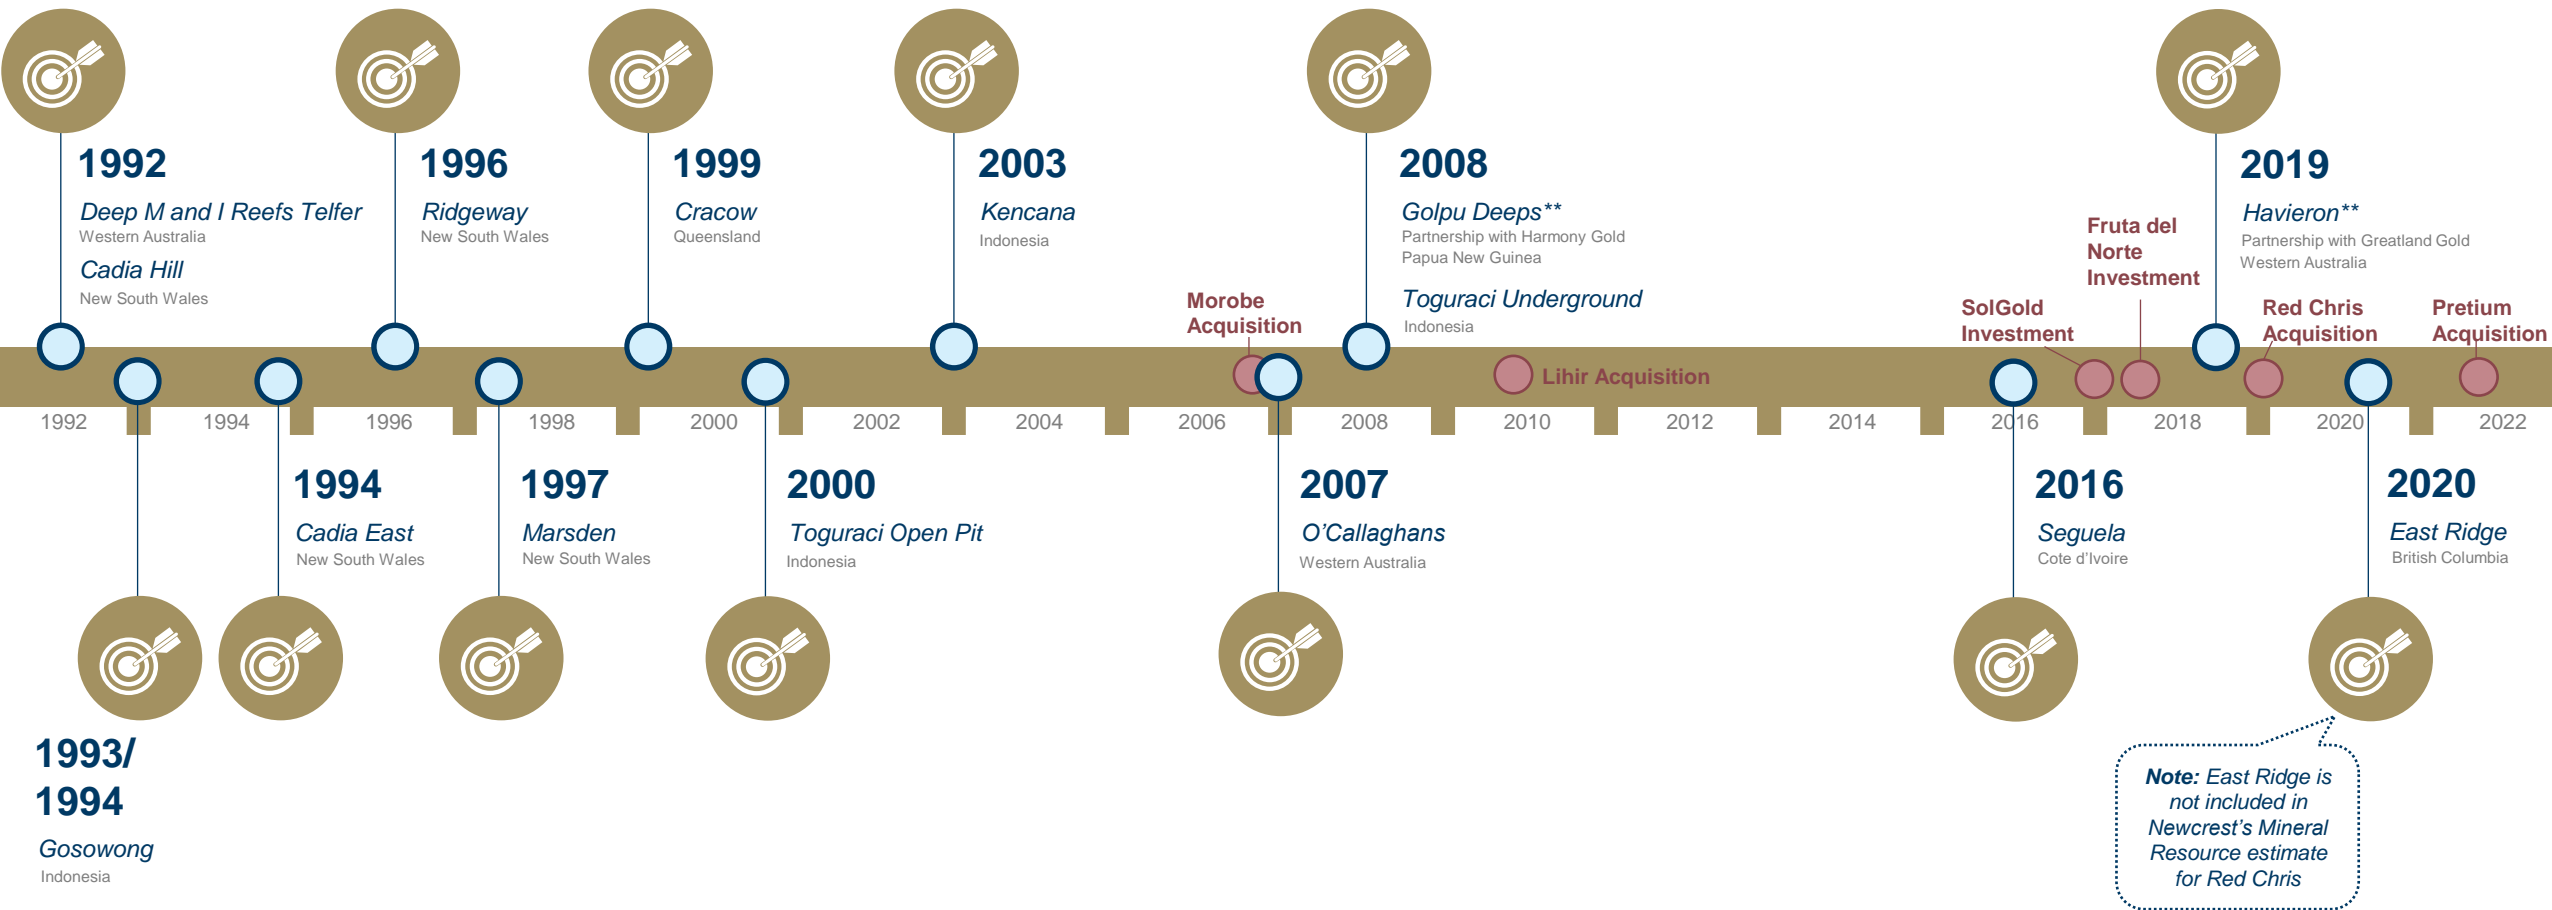 1992
Deep M and I Reefs Telfer
Western Australia
Cadia Hill
New South Wales
1996
Ridgeway
New South Wales
1999
Cracow
Queensland
2003
Kencana
Indonesia
Morobe
Acquisition
2008
Golpu Deeps**
Partnership with Harmony Gold
Papua New Guinea
Toguraci Underground
Indonesia
Lihir Acquisition
SolGold
Investment
Fruta del
Norte
Investment
2019
Havieron**
Partnership with Greatland Gold
Western Australia
Red Chris
Acquisition
Pretium
Acquisition
1992
1994
1996
1998
2000
2002
2004
2006
2008
2010
2012
2014
2016
2018
2020
2022
1993/
1994
Gosowong
Indonesia
1994
Cadia East
New South Wales
1997
Marsden
New South Wales
2000
Toguraci Open Pit
Indonesia
2007
O’Callaghans
Western Australia
2016
Seguela
Cote d’Ivoire
2020
East Ridge
British Columbia
Note: East Ridge is
not included in
Newcrest’s Mineral
Resource estimate
for Red Chris